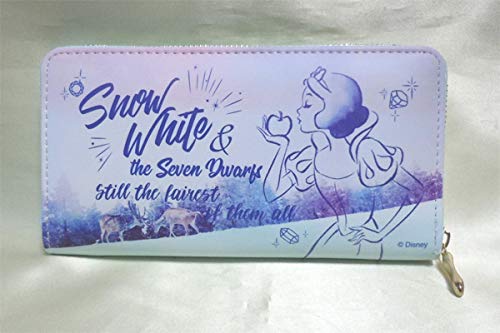 Snow
White &
the Seven Dwarfs
Still the fairest
of them all
© Disney